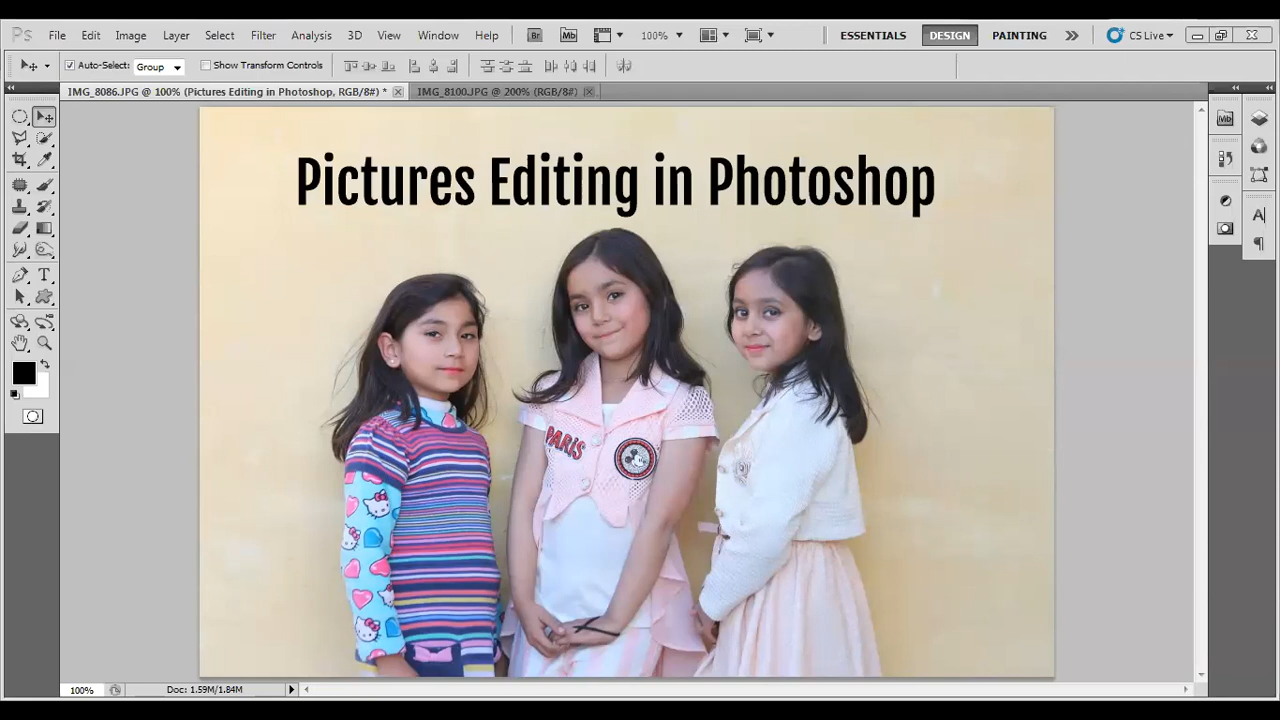 Ps File Edit Image Layer Select Filter Analysis 3D View Window Help Br Mb 100% ESSENTIALS DESIGN PAINTING CS Live
Auto-Select: Group Show Transform Controls
IMG_8086.JPG @ 100% (Pictures Editing in Photoshop, RGB/8#) * IMG_8100.JPG @ 200% (RGB/8#)
Mb
Pictures Editing in Photoshop
A
T
PARIS
100% Doc: 1.59M/1.84M